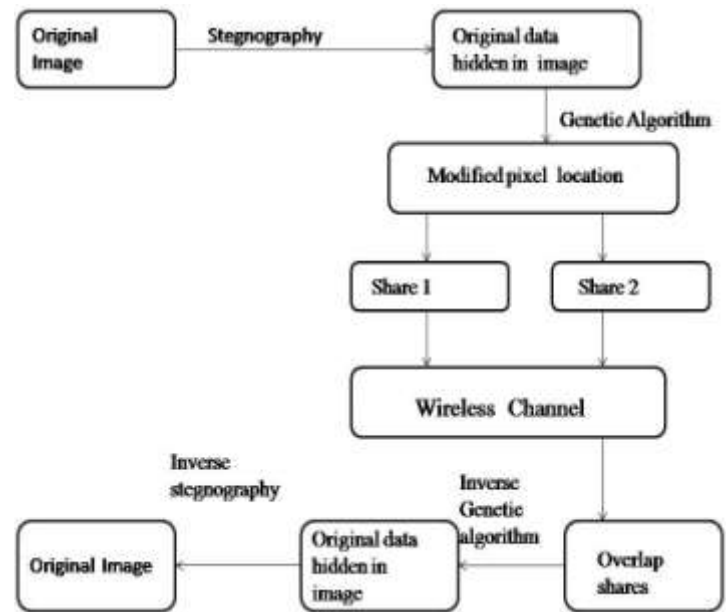 Original
Image
Stegnography
Original data
hidden in image
Genetic Algorithm
Modified pixel location
Share 1
Share 2
Wireless Channel
Inverse
stegnography
Inverse
Genetic
algorithm
Original Image
Original data
hidden in
image
Overlap
shares